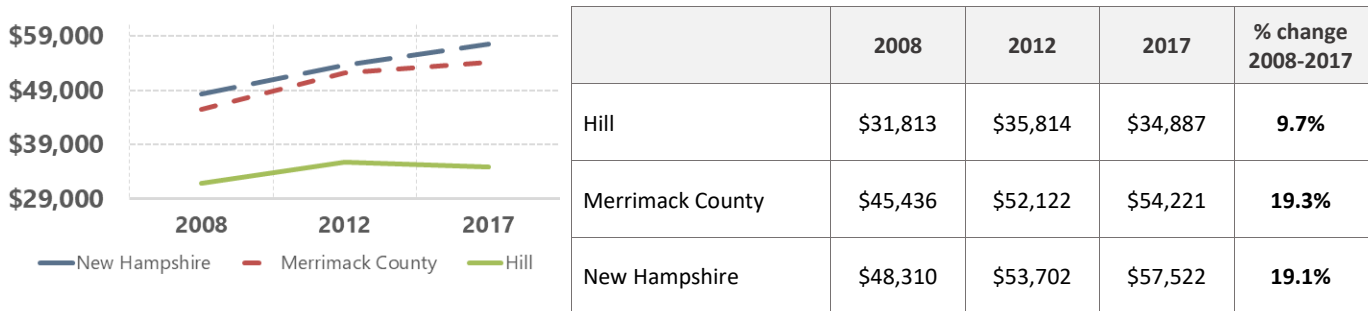 $59,000
$49,000
$39,000
$29,000
2008 2012 2017
New Hampshire Merrimack County Hill
2008 2012 2017 % change
2008-2017
Hill $31,813 $35,814 $34,887 9.7%
Merrimack County $45,436 $52,122 $54,221 19.3%
New Hampshire $48,310 $53,702 $57,522 19.1%